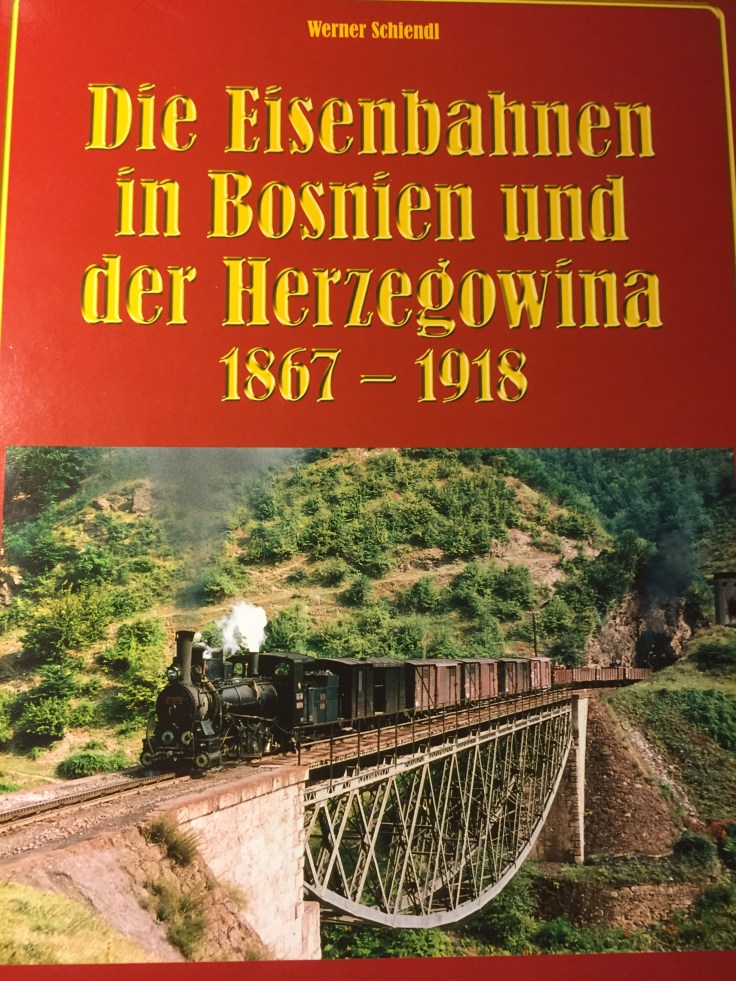 Werner Schiendl
Die Eisenbahnen
in Bosnien und
der Herzegowina
1867 – 1918